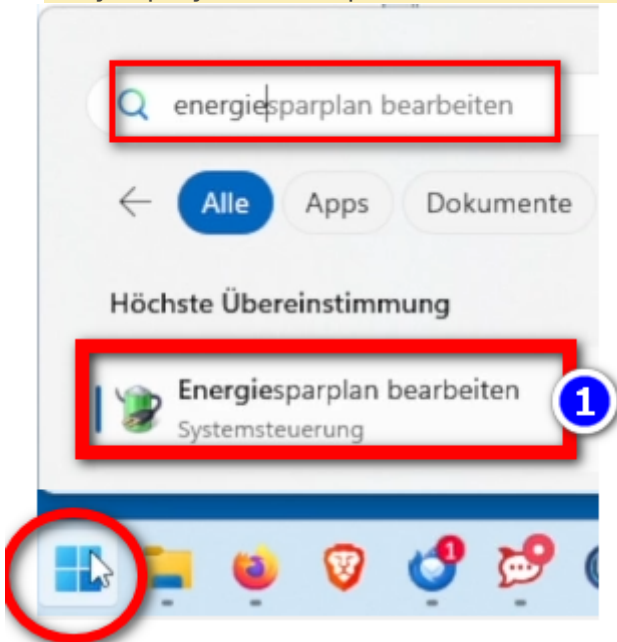 energiesparplan bearbeiten
Alle Apps Dokumente
Höchste Übereinstimmung
Energiesparplan bearbeiten
Systemsteuerung
1
1